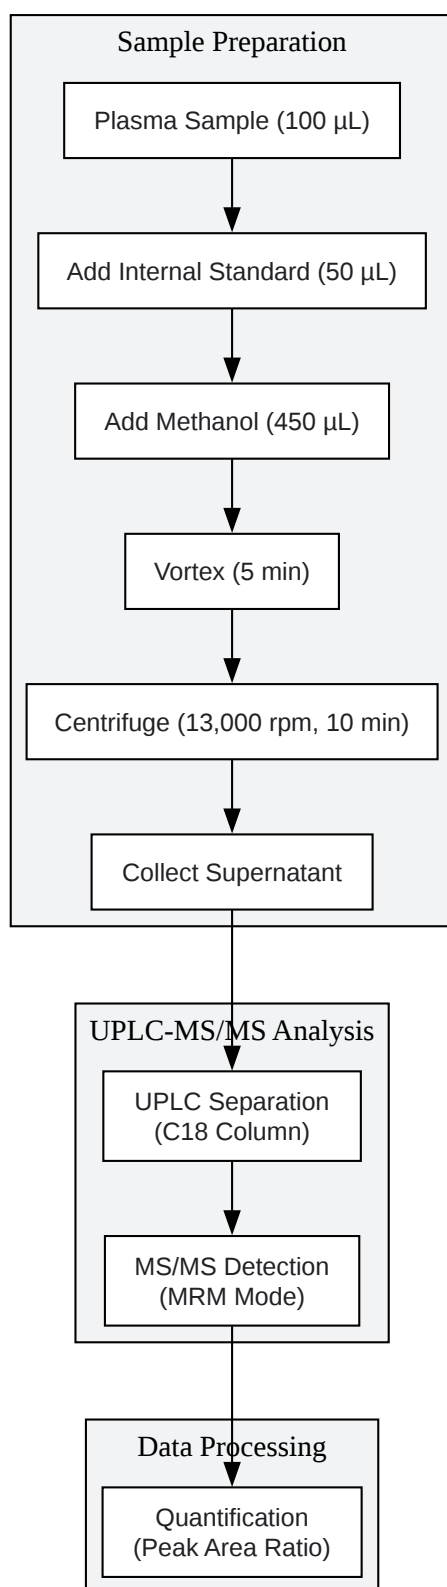 Sample Preparation
Plasma Sample (100 µL)
Add Internal Standard (50 µL)
Add Methanol (450 µL)
Vortex (5 min)
Centrifuge (13,000 rpm, 10 min)
Collect Supernatant
UPLC-MS/MS Analysis
UPLC Separation
(C18 Column)
MS/MS Detection
(MRM Mode)
Data Processing
Quantification
(Peak Area Ratio)